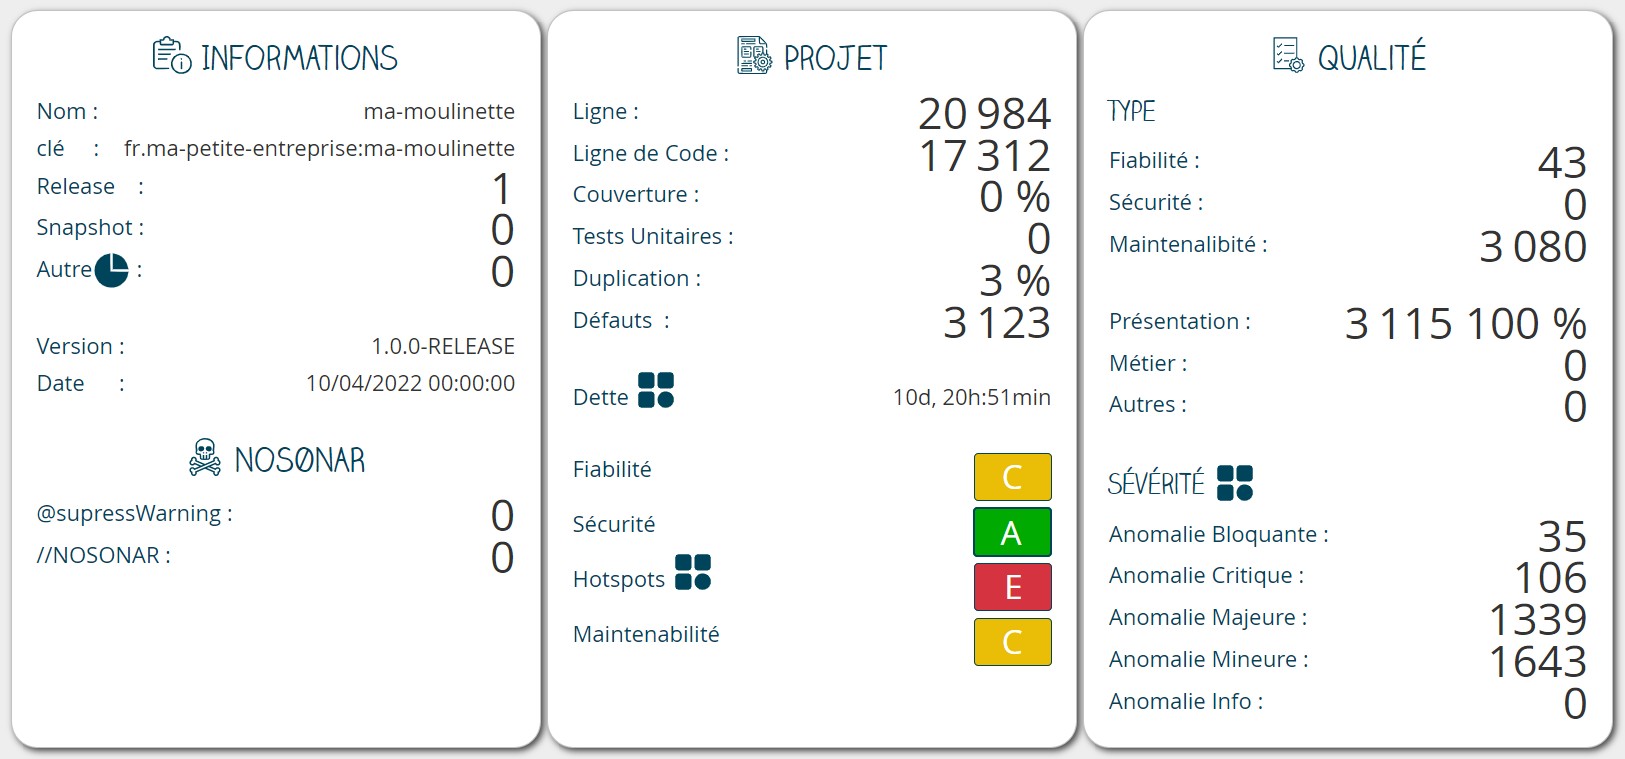 INFORMATIONS
Nom : ma-moulinette
clé : fr.ma-petite-entreprise:ma-moulinette
Release : 1
Snapshot : 0
Autre : 0
Version : 1.0.0-RELEASE
Date : 10/04/2022 00:00:00
NOSONAR
@supressWarning : 0
//NOSONAR : 0
PROJET
Ligne : 20 984
Ligne de Code : 17 312
Couverture : 0 %
Tests Unitaires : 0
Duplication : 3 %
Défauts : 3 123
Dette 10d, 20h:51min
Fiabilité C
Sécurité A
Hotspots E
Maintenabilité C
QUALITÉ
TYPE
Fiabilité : 43
Sécurité : 0
Maintenalibité : 3 080
Présentation : 3 115 100 %
Métier : 0
Autres : 0
SÉVÉRITÉ
Anomalie Bloquante : 35
Anomalie Critique : 106
Anomalie Majeure : 1339
Anomalie Mineure : 1643
Anomalie Info : 0